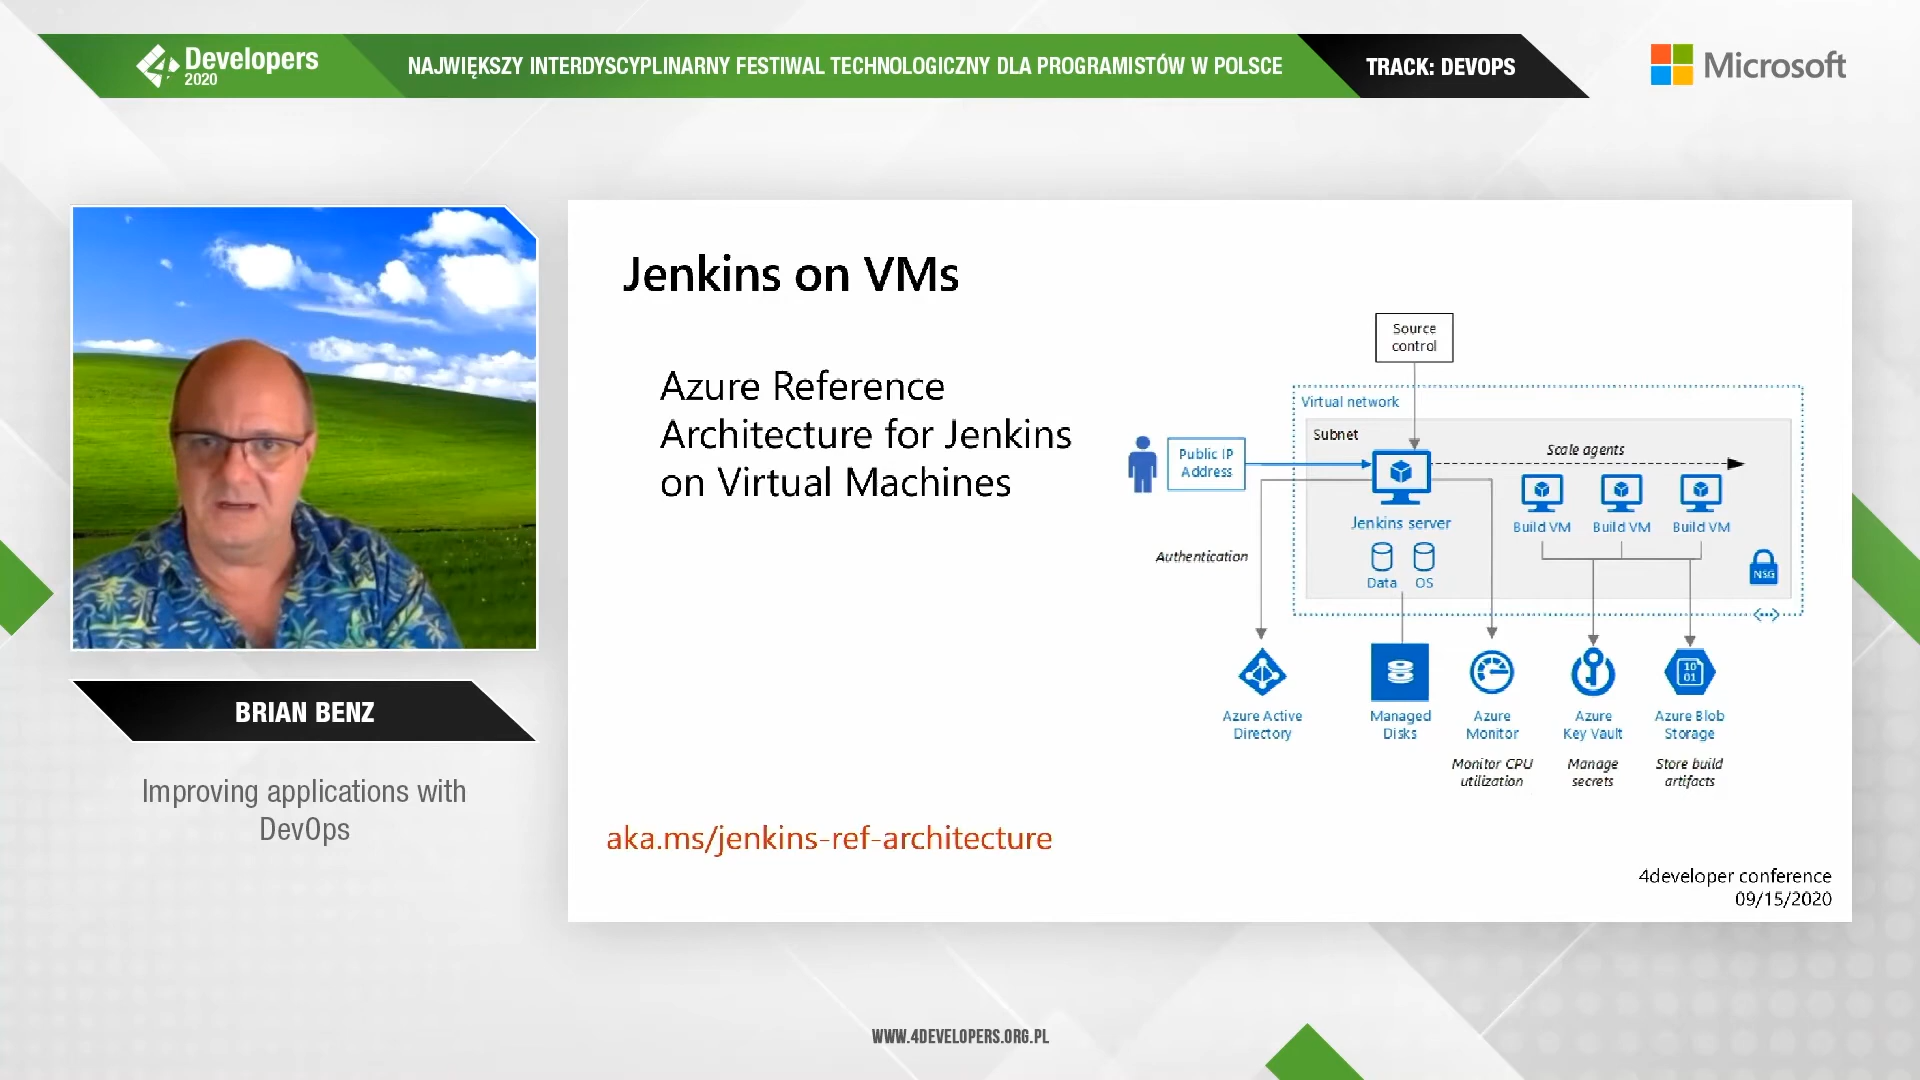 4 Developers
2020
NAJWIĘKSZY INTERDYSCYPLINARNY FESTIWAL TECHNOLOGICZNY DLA PROGRAMISTÓW W POLSCE
TRACK: DEVOPS
Microsoft
BRIAN BENZ
Improving applications with
DevOps
Jenkins on VMs
Azure Reference
Architecture for Jenkins
on Virtual Machines
aka.ms/jenkins-ref-architecture
Source
control
Virtual network
Subnet
Public IP
Address
Scale agents
Jenkins server
Build VM
Build VM
Build VM
Data
OS
NSG
Authentication
Azure Active
Directory
Managed
Disks
Azure
Monitor
Monitor CPU
utilization
Azure
Key Vault
Manage
secrets
10
01
Azure Blob
Storage
Store build
artifacts
4developer conference
09/15/2020
WWW.4DEVELOPERS.ORG.PL